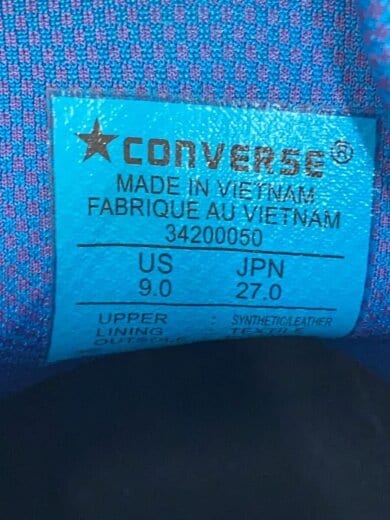 ★CONVERSE®
MADE IN VIETNAM
FABRIQUE AU VIETNAM
34200050
US JPN
9.0 27.0
UPPER : SYNTHETIC/LEATHER
LINING : TEXTILE
OUTSOLE